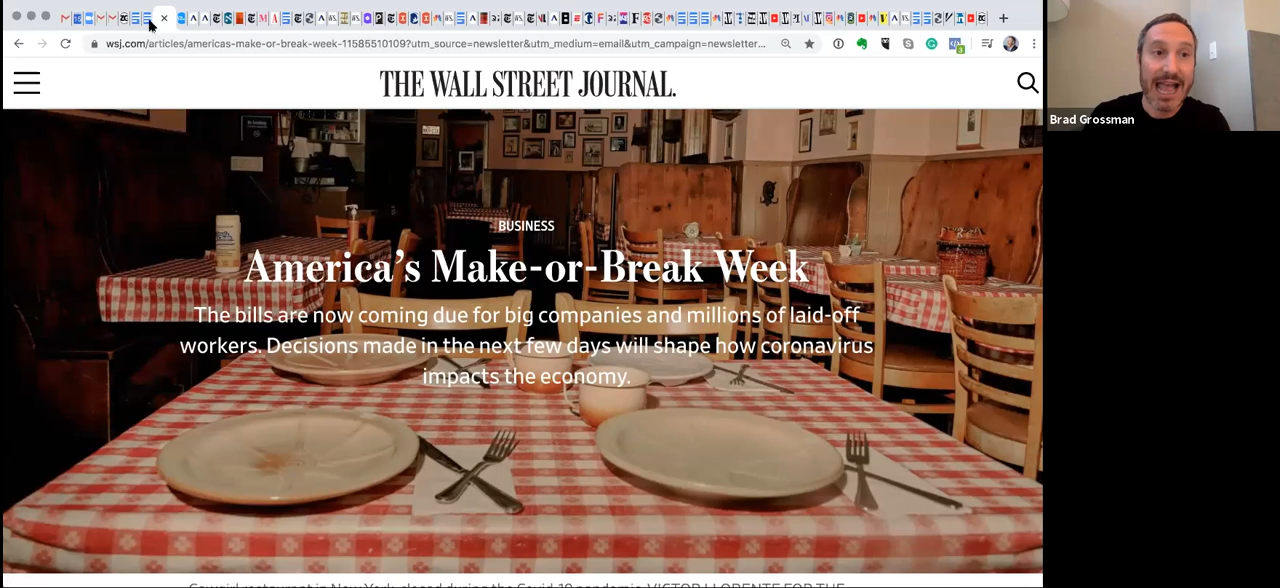 wsj.com/articles/americas-make-or-break-week-11585510109?utm_source=newsletter&utm_medium=email&utm_campaign=newsletter...
THE WALL STREET JOURNAL.
Brad Grossman
BUSINESS
America's Make-or-Break Week
The bills are now coming due for big companies and millions of laid-off
workers. Decisions made in the next few days will shape how coronavirus
impacts the economy.